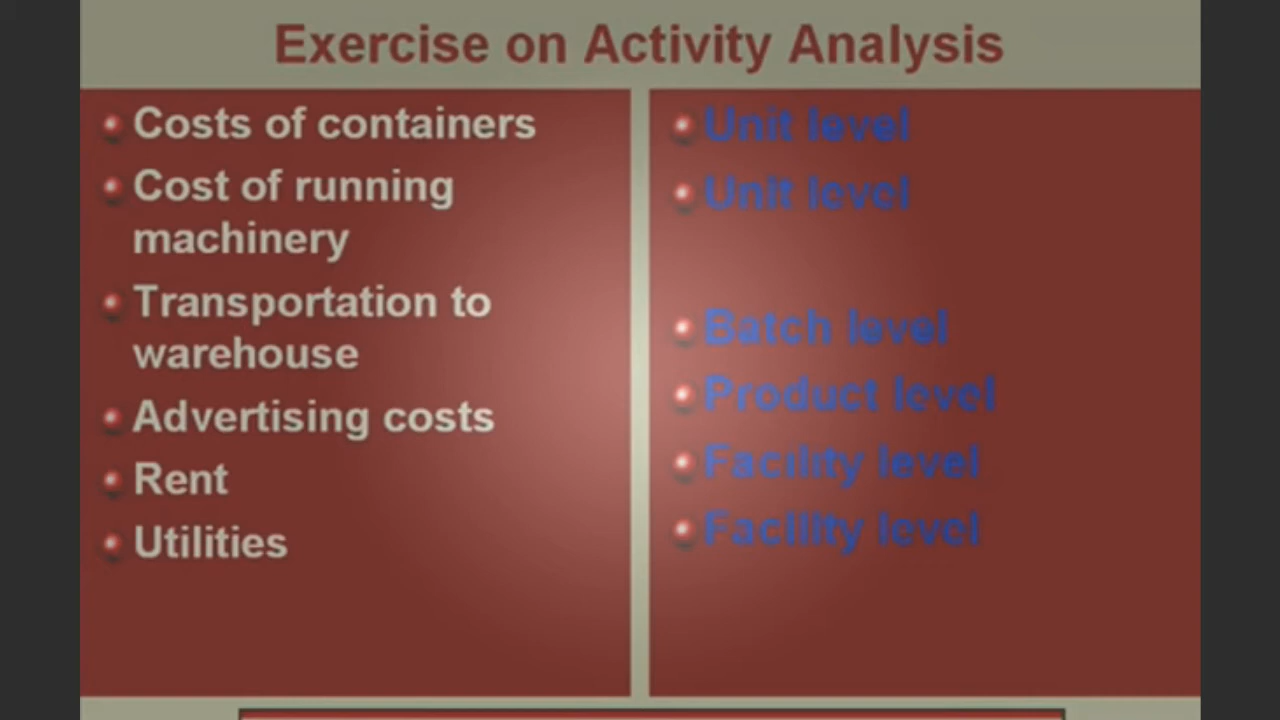 Exercise on Activity Analysis
Costs of containers
Cost of running
machinery
Transportation to
warehouse
Advertising costs
Rent
Utilities
Unit level
Unit level
Batch level
Product level
Facility level
Facility level